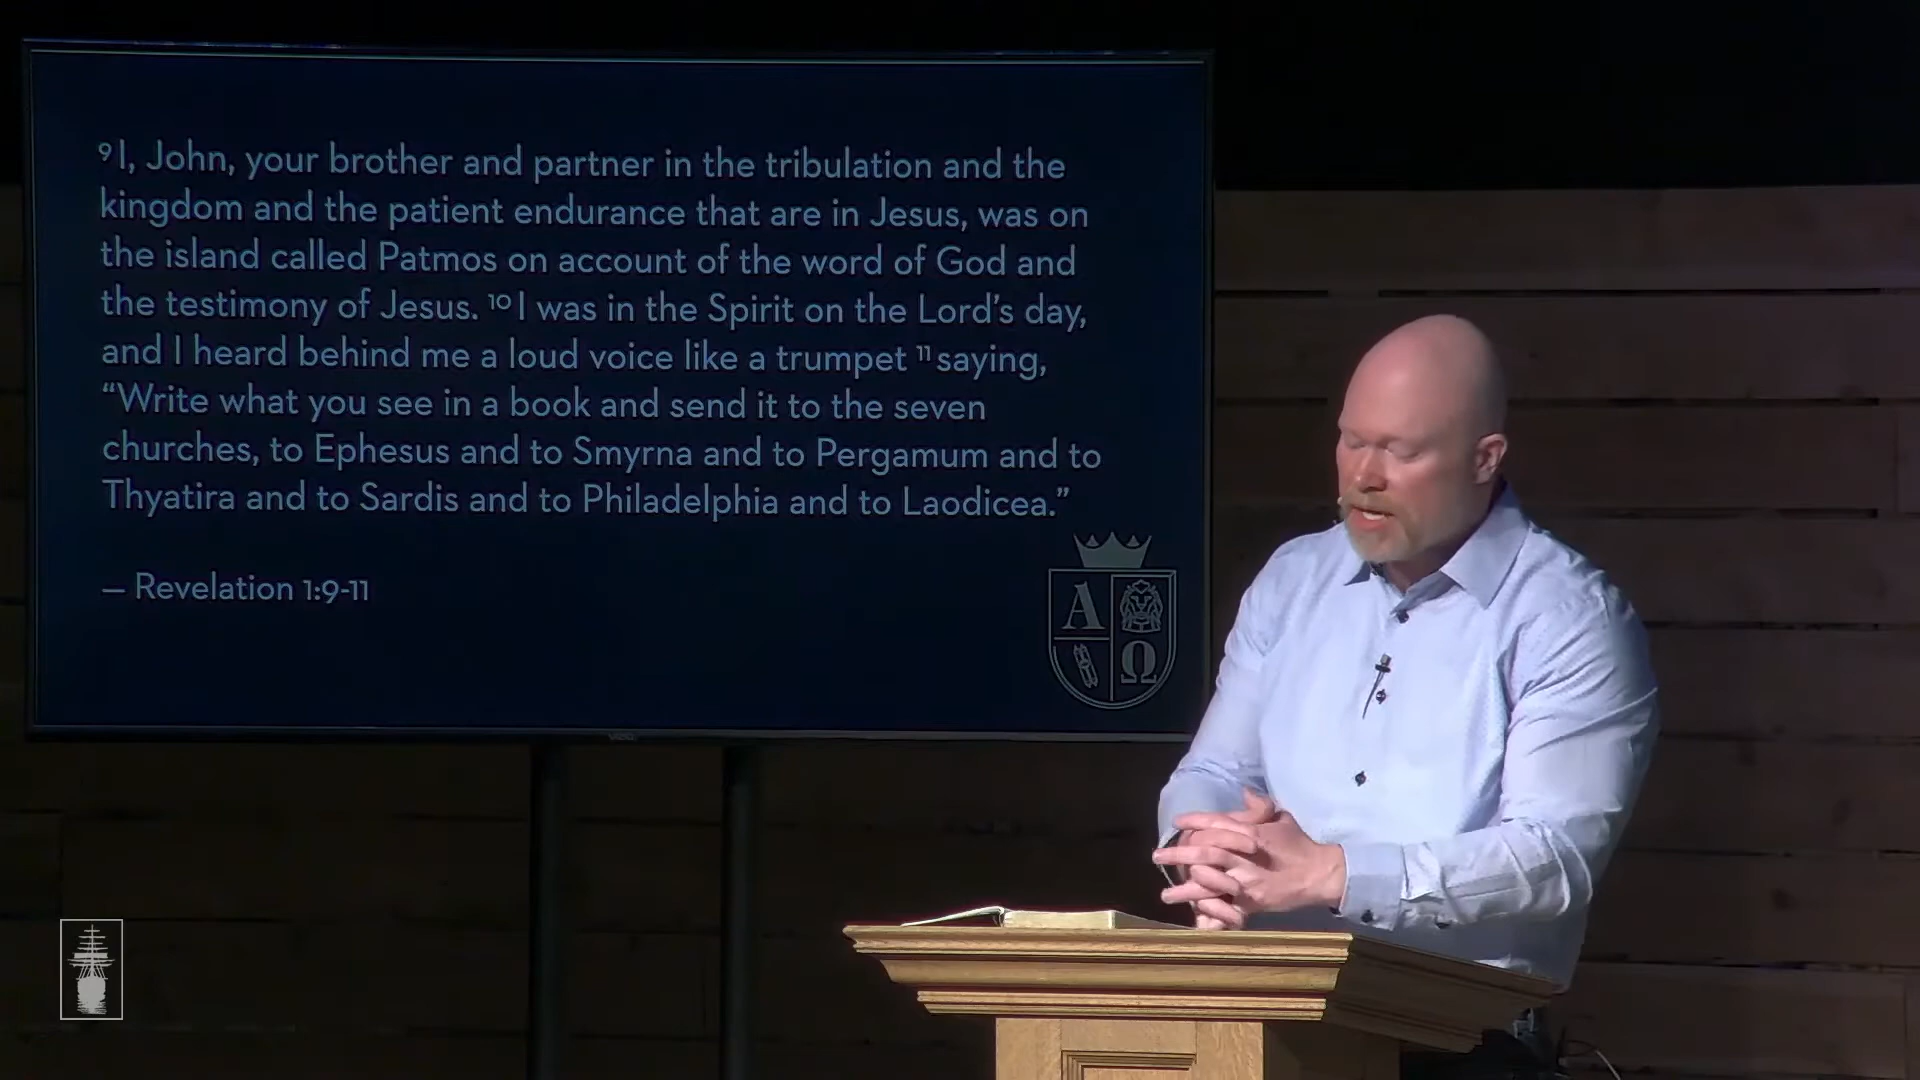 ⁹I, John, your brother and partner in the tribulation and the
kingdom and the patient endurance that are in Jesus, was on
the island called Patmos on account of the word of God and
the testimony of Jesus. ¹⁰I was in the Spirit on the Lord’s day,
and I heard behind me a loud voice like a trumpet ¹¹saying,
“Write what you see in a book and send it to the seven
churches, to Ephesus and to Smyrna and to Pergamum and to
Thyatira and to Sardis and to Philadelphia and to Laodicea.”
— Revelation 1:9-11
Α
Ω